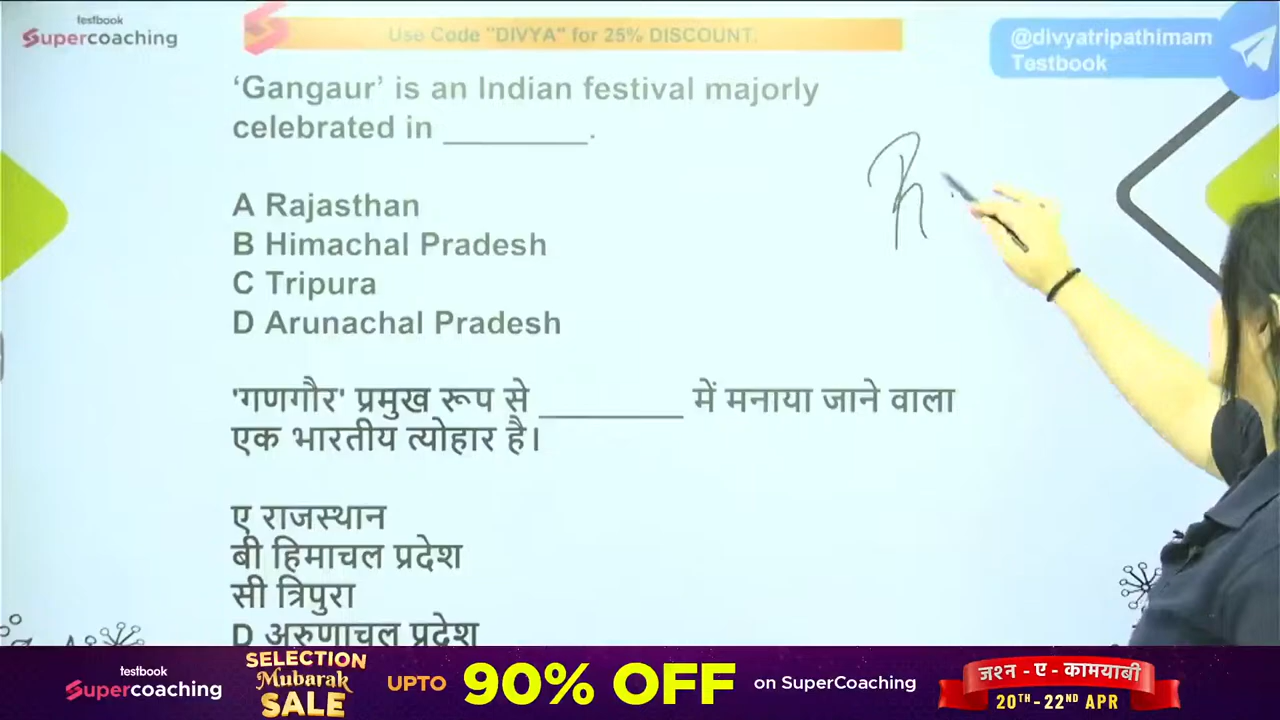 testbook
Supercoaching
Use Code "DIVYA" for 25% DISCOUNT.
@divyatripathimam
Testbook
‘Gangaur’ is an Indian festival majorly
celebrated in ________.
A Rajasthan
B Himachal Pradesh
C Tripura
D Arunachal Pradesh
R
'गणगौर' प्रमुख रूप से ________ में मनाया जाने वाला
एक भारतीय त्योहार है।
ए राजस्थान
बी हिमाचल प्रदेश
सी त्रिपुरा
D अरुणाचल प्रदेश
testbook
Supercoaching
SELECTION
Mubarak
SALE
UPTO 90% OFF on SuperCoaching
जश्न - ए - कामयाबी
20TH - 22ND APR